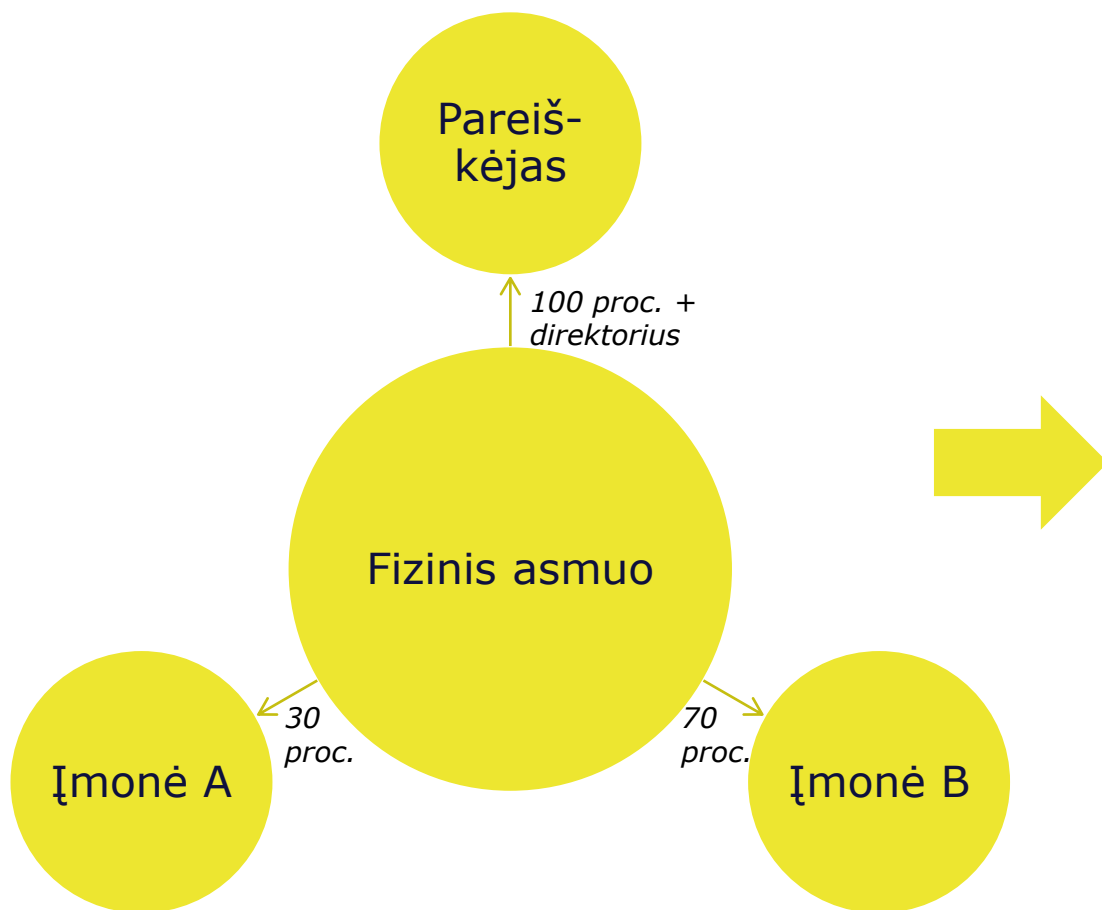 Pareiš-
kėjas
100 proc. +
direktorius
Fizinis asmuo
30
proc.
70
proc.
Įmonė A
Įmonė B